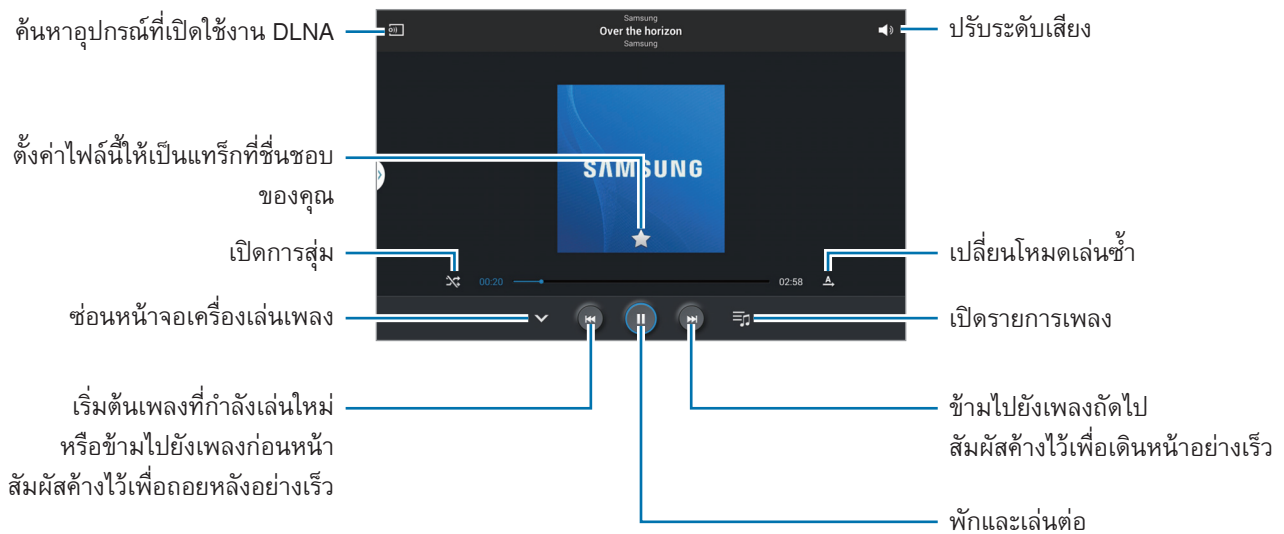 ค้นหาอุปกรณ์ที่เปิดใช้งาน DLNA
Samsung
Over the horizon
Samsung
ปรับระดับเสียง
ตั้งค่าไฟล์นี้ให้เป็นแทร็กที่ชื่นชอบ
ของคุณ
SAMSUNG
เปิดการสุ่ม
เปลี่ยนโหมดเล่นซ้ำ
00:20
02:58
A
ซ่อนหน้าจอเครื่องเล่นเพลง
เปิดรายการเพลง
เริ่มต้นเพลงที่กำลังเล่นใหม่
หรือข้ามไปยังเพลงก่อนหน้า
สัมผัสค้างไว้เพื่อถอยหลังอย่างเร็ว
ข้ามไปยังเพลงถัดไป
สัมผัสค้างไว้เพื่อเดินหน้าอย่างเร็ว
พักและเล่นต่อ